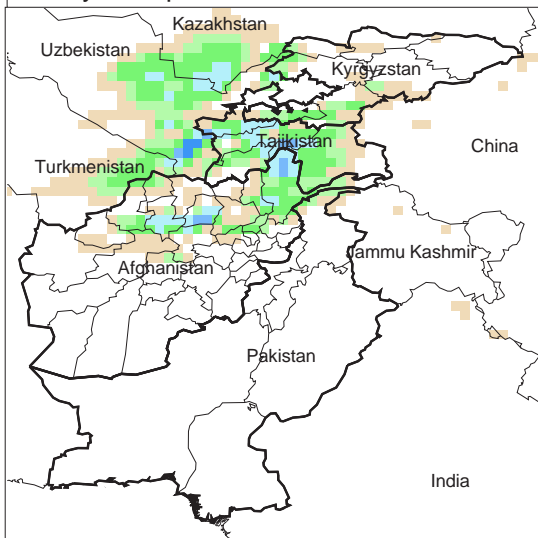 Kazakhstan
Uzbekistan
Kyrgyzstan
Tajikistan
China
Turkmenistan
Jammu Kashmir
Afghanistan
Pakistan
India